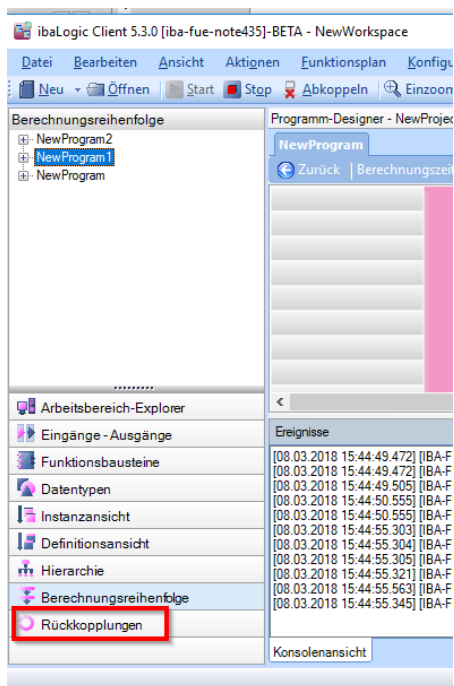 ibaLogic Client 5.3.0 [iba-fue-note435]-BETA - NewWorkspace
Datei Bearbeiten Ansicht Aktionen Funktionsplan Konfigu
Neu Öffnen Start Stop Abkoppeln Einzoom
Berechnungsreihenfolge
NewProgram2
NewProgram1
NewProgram
Programm-Designer - NewProjec
NewProgram
Zurück | Berechnungszeit
Arbeitsbereich-Explorer
Eingänge - Ausgänge
Funktionsbausteine
Datentypen
Instanzansicht
Definitionsansicht
Hierarchie
Berechnungsreihenfolge
Rückkopplungen
Ereignisse
[08.03.2018 15:44:49.472] [IBA-F
[08.03.2018 15:44:49.472] [IBA-F
[08.03.2018 15:44:49.505] [IBA-F
[08.03.2018 15:44:50.555] [IBA-F
[08.03.2018 15:44:50.555] [IBA-F
[08.03.2018 15:44:55.303] [IBA-F
[08.03.2018 15:44:55.304] [IBA-F
[08.03.2018 15:44:55.305] [IBA-F
[08.03.2018 15:44:55.321] [IBA-F
[08.03.2018 15:44:55.563] [IBA-F
[08.03.2018 15:44:55.345] [IBA-F
Konsolenansicht